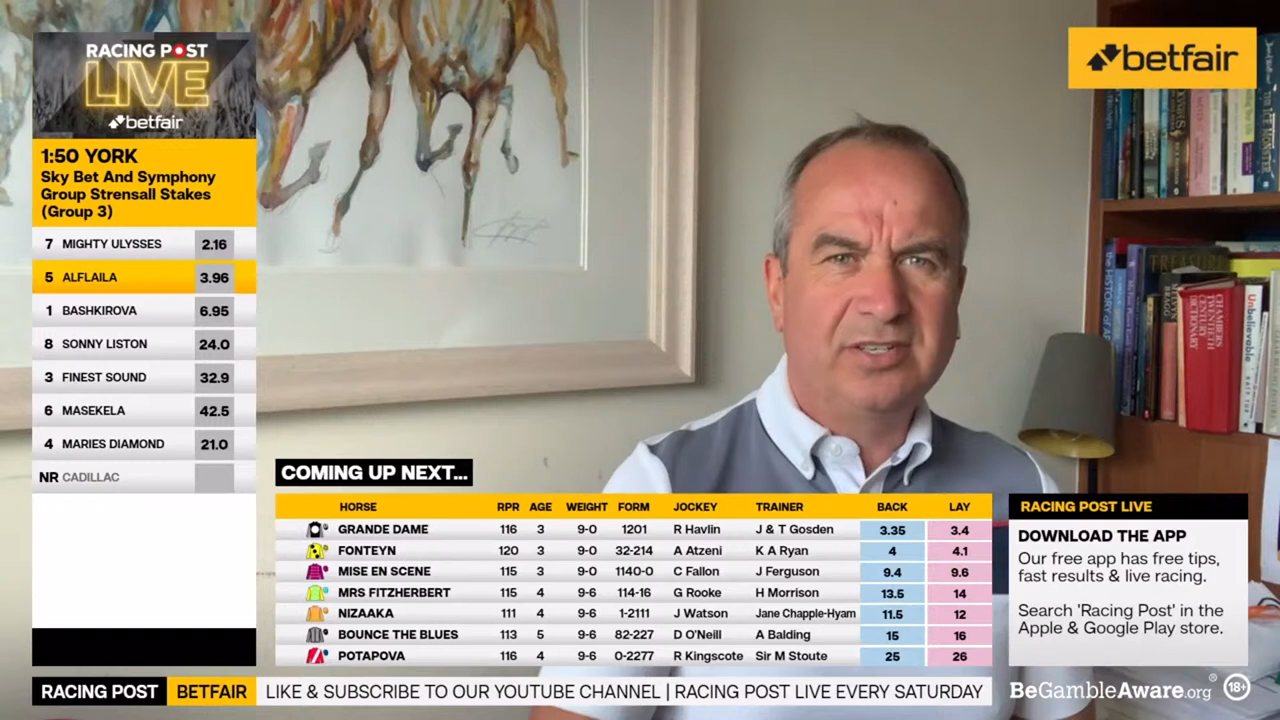 RACING POST
LIVE
betfair
1:50 YORK
Sky Bet And Symphony
Group Strensall Stakes
(Group 3)
7 MIGHTY ULYSSES 2.16
5 ALFLAILA 3.96
1 BASHKIROVA 6.95
8 SONNY LISTON 24.0
3 FINEST SOUND 32.9
6 MASEKELA 42.5
4 MARIES DIAMOND 21.0
NR CADILLAC
betfair
CHAMBERS
TWENTIETH
CENTURY
DICTIONARY
Unbelievable
COMING UP NEXT...
HORSE RPR AGE WEIGHT FORM JOCKEY TRAINER BACK LAY
GRANDE DAME 116 3 9-0 1201 R Havlin J & T Gosden 3.35 3.4
FONTEYN 120 3 9-0 32-214 A Atzeni K A Ryan 4 4.1
MISE EN SCENE 115 3 9-0 1140-0 C Fallon J Ferguson 9.4 9.6
MRS FITZHERBERT 115 4 9-6 114-16 G Rooke H Morrison 13.5 14
NIZAAKA 111 4 9-6 1-2111 J Watson Jane Chapple-Hyam 11.5 12
BOUNCE THE BLUES 113 5 9-6 82-227 D O'Neill A Balding 15 16
POTAPOVA 116 4 9-6 0-2277 R Kingscote Sir M Stoute 25 26
RACING POST LIVE
DOWNLOAD THE APP
Our free app has free tips,
fast results & live racing.
Search 'Racing Post' in the
Apple & Google Play store.
RACING POST BETFAIR LIKE & SUBSCRIBE TO OUR YOUTUBE CHANNEL | RACING POST LIVE EVERY SATURDAY
BeGambleAware.org® 18+